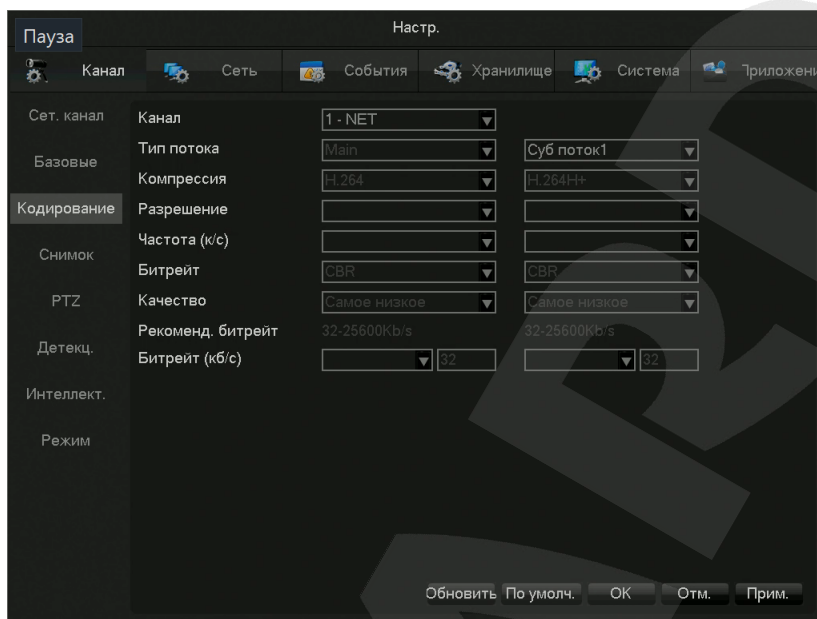 Настр.
Пауза
Канал Сеть События Хранилище Система Приложени
Сет. канал
Базовые
Кодирование
Снимок
PTZ
Детекц.
Интеллект.
Режим
Канал 1 - NET
Тип потока Main Суб поток1
Компрессия H.264 H.264H+
Разрешение
Частота (к/с)
Битрейт CBR CBR
Качество Самое низкое Самое низкое
Рекоменд. битрейт 32-25600Kb/s 32-25600Kb/s
Битрейт (кб/с) 32 32
Обновить По умолч. OK Отм. Прим.